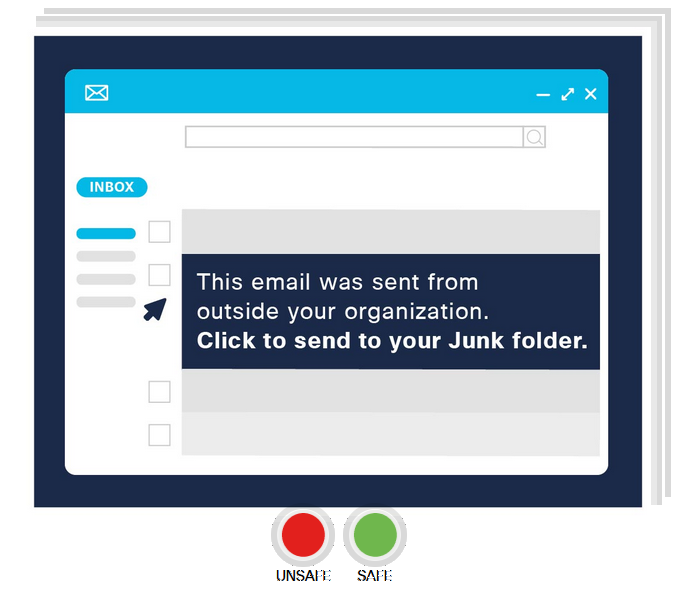 INBOX
This email was sent from
outside your organization.
Click to send to your Junk folder.
UNSAFE
SAFE